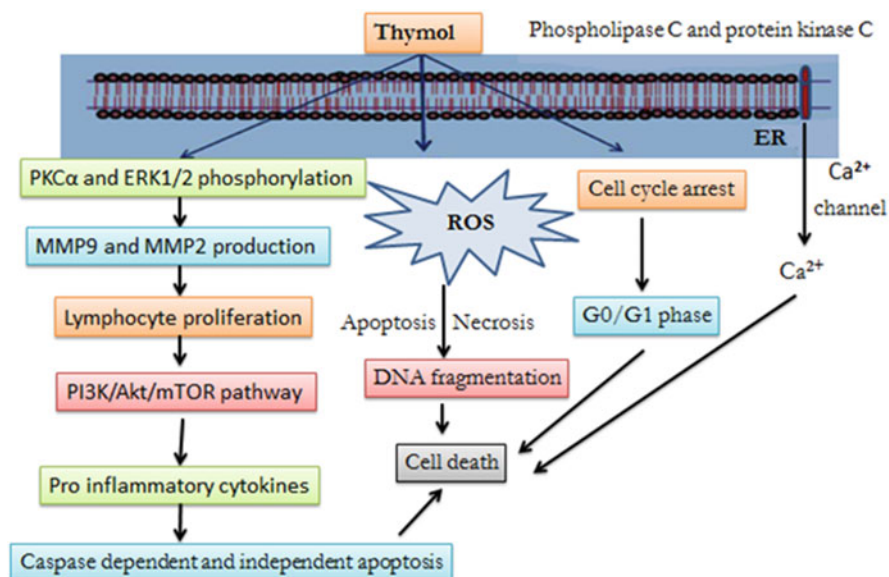 Thymol
Phospholipase C and protein kinase C
ER
PKCα and ERK1/2 phosphorylation
MMP9 and MMP2 production
Lymphocyte proliferation
PI3K/Akt/mTOR pathway
Pro inflammatory cytokines
Caspase dependent and independent apoptosis
ROS
Apoptosis
Necrosis
DNA fragmentation
Cell death
Cell cycle arrest
G0/G1 phase
Ca²⁺
channel
Ca²⁺